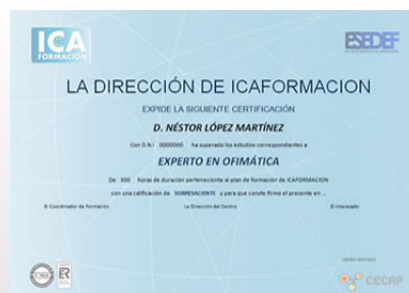 ICA
FORMACIÓN
ESEDEF
LA DIRECCIÓN DE ICAFORMACION
EXPIDE LA SIGUIENTE CERTIFICACIÓN
D. NÉSTOR LÓPEZ MARTÍNEZ
Con D.N.I 0000000 ha superado los estudios correspondientes a
EXPERTO EN OFIMÁTICA
De 300 horas de duración perteneciente al plan de formación de ICAFORMACION
con una calificación de SOBRESALIENTE y para que conste firmo el presente en ...
El Coordinador de Formación La Dirección del Centro El interesado
CECAP